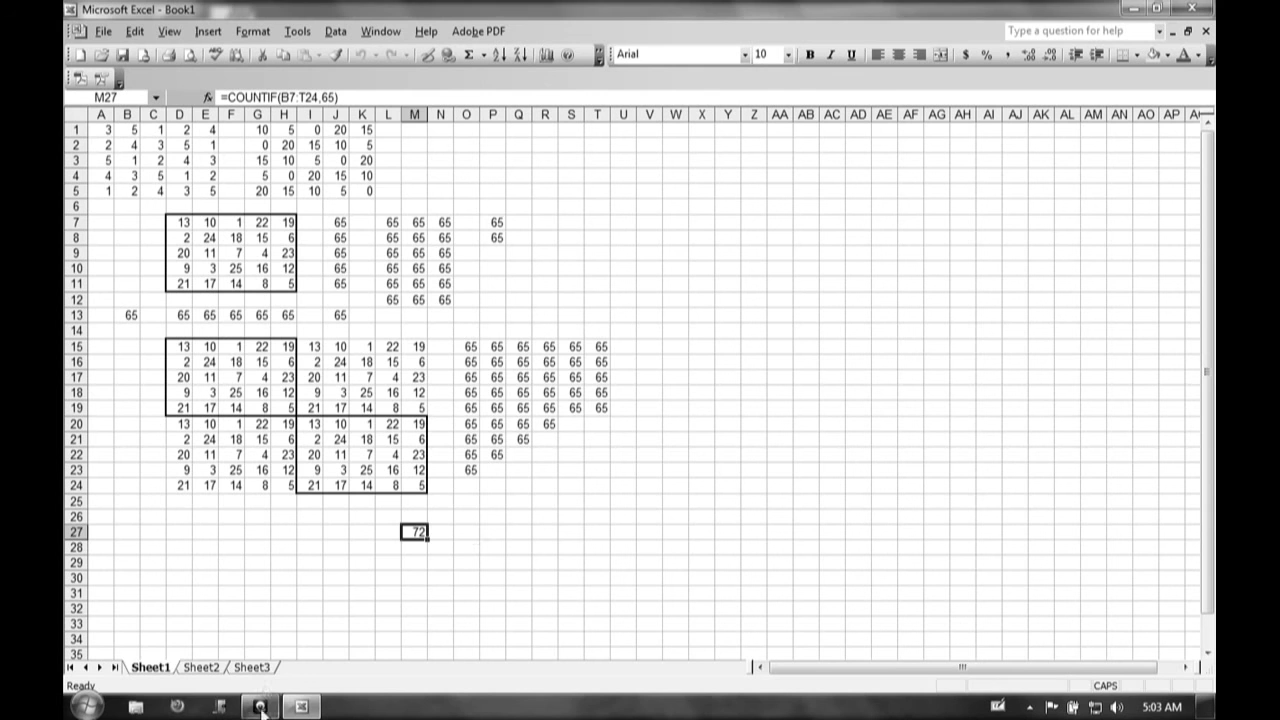 Microsoft Excel - Book1
File Edit View Insert Format Tools Data Window Help Adobe PDF Type a question for help
Arial 10 B I U $ % ,
M27 fx =COUNTIF(B7:T24,65)
A B C D E F G H I J K L M N O P Q R S T U V W X Y Z AA AB AC AD AE AF AG AH AI AJ AK AL AM AN AO AP
1 3 5 1 2 4 10 5 0 20 15
2 2 4 3 5 1 0 20 15 10 5
3 5 1 2 4 3 15 10 5 0 20
4 4 3 5 1 2 5 0 20 15 10
5 1 2 4 3 5 20 15 10 5 0
6
7 13 10 1 22 19 65 65 65 65 65
8 2 24 18 15 6 65 65 65 65 65
9 20 11 7 4 23 65 65 65 65
10 9 3 25 16 12 65 65 65 65
11 21 17 14 8 5 65 65 65 65
12 65 65 65
13 65 65 65 65 65 65 65
14
15 13 10 1 22 19 13 10 1 22 19 65 65 65 65 65 65
16 2 24 18 15 6 2 24 18 15 6 65 65 65 65 65 65
17 20 11 7 4 23 20 11 7 4 23 65 65 65 65 65 65
18 9 3 25 16 12 9 3 25 16 12 65 65 65 65 65 65
19 21 17 14 8 5 21 17 14 8 5 65 65 65 65 65 65
20 13 10 1 22 19 13 10 1 22 19 65 65 65 65
21 2 24 18 15 6 2 24 18 15 6 65 65 65
22 20 11 7 4 23 20 11 7 4 23 65 65
23 9 3 25 16 12 9 3 25 16 12 65
24 21 17 14 8 5 21 17 14 8 5
25
26
27 72
28
29
30
31
32
33
34
35
Sheet1 Sheet2 Sheet3
Ready CAPS
5:03 AM